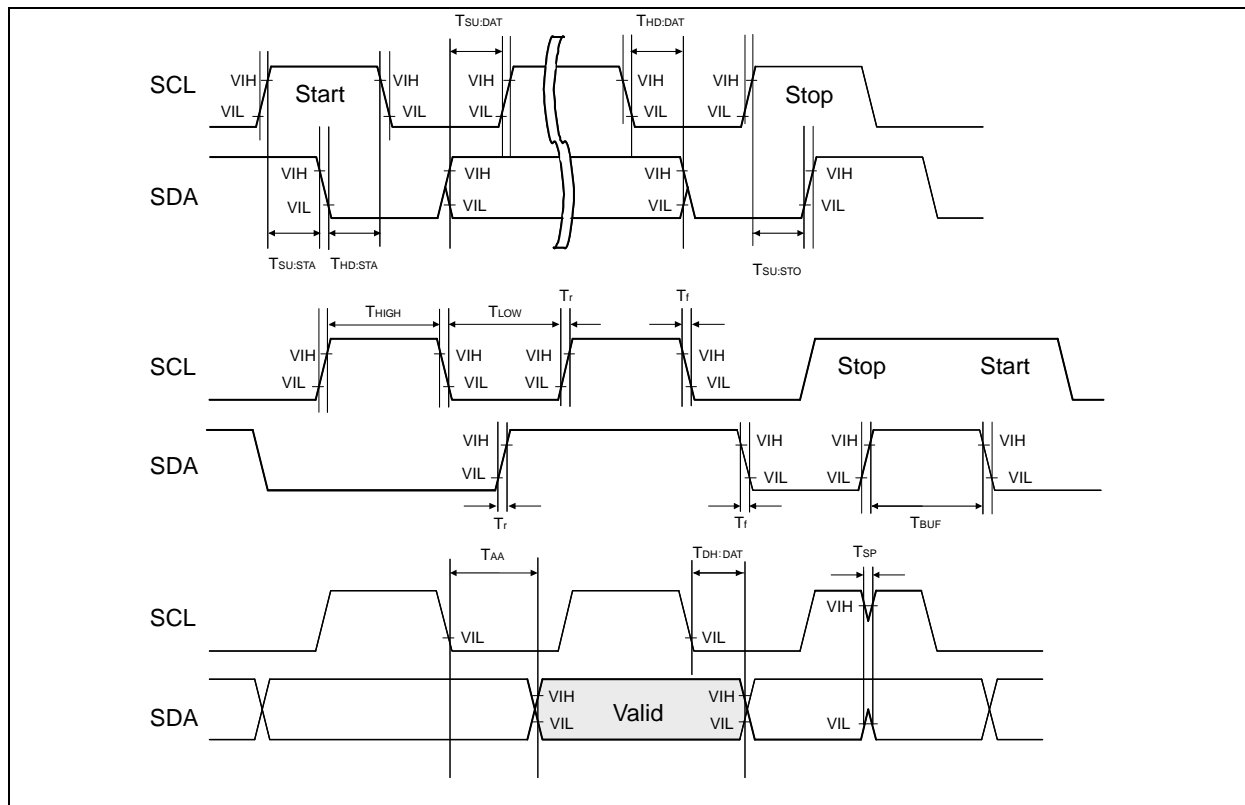 TSU:DAT THD:DAT
SCL VIH Start VIH VIH VIH VIH Stop
VIL VIL VIL VIL VIL
SDA VIH VIH VIH VIH
VIL VIL VIL VIL
TSU:STA THD:STA TSU:STO
THIGH TLOW Tr Tf
SCL VIH VIH VIH VIH Stop Start
VIL VIL VIL VIL
SDA VIH VIH VIH VIH
VIL VIL VIL VIL
Tr Tf TBUF
TAA TDH:DAT TSP
SCL VIH
VIL VIL
SDA VIH Valid VIH
VIL VIL VIL